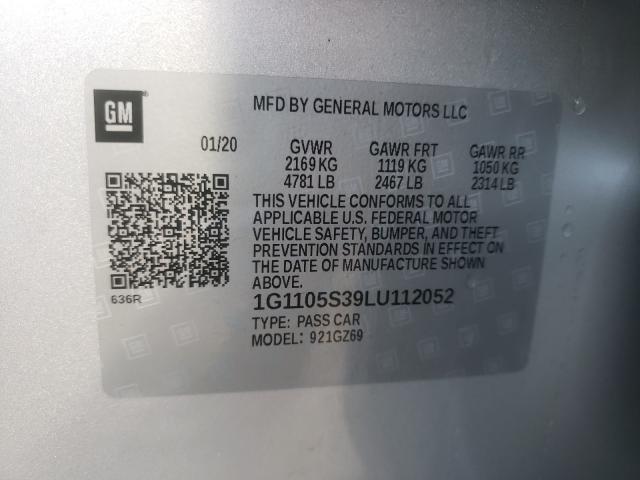 GM
MFD BY GENERAL MOTORS LLC
01/20 GVWR GAWR FRT GAWR RR
2169 KG 1119 KG 1050 KG
4781 LB 2467 LB 2314 LB
THIS VEHICLE CONFORMS TO ALL
APPLICABLE U.S. FEDERAL MOTOR
VEHICLE SAFETY, BUMPER, AND THEFT
PREVENTION STANDARDS IN EFFECT ON
THE DATE OF MANUFACTURE SHOWN
ABOVE.
636R
1G1105S39LU112052
TYPE: PASS CAR
MODEL: 921GZ69